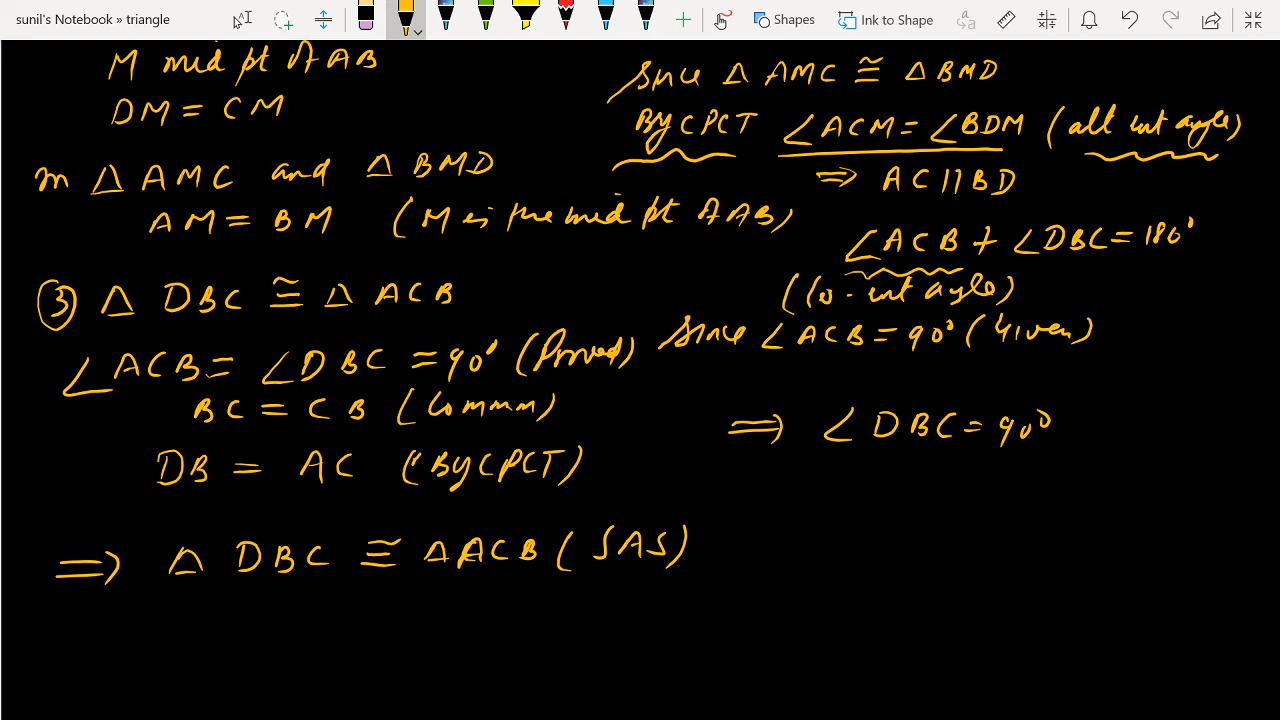 sunil's Notebook » triangle
Shapes
Ink to Shape
M mid pt of AB
DM = CM
In △ AMC and △ BMD
AM = BM (M is the mid pt of AB)
③ △ DBC ≅ △ ACB
∠ACB = ∠DBC = 90° (Proved)
BC = CB (Common)
DB = AC (By CPCT)
⇒ △ DBC ≅ △ACB (SAS)
Since △ AMC ≅ △ BMD
By CPCT ∠ACM = ∠BDM (alt int angle)
⇒ AC || BD
∠ACB + ∠DBC = 180°
(Co-int angle)
Since ∠ACB = 90° (Given)
⇒ ∠DBC = 90°